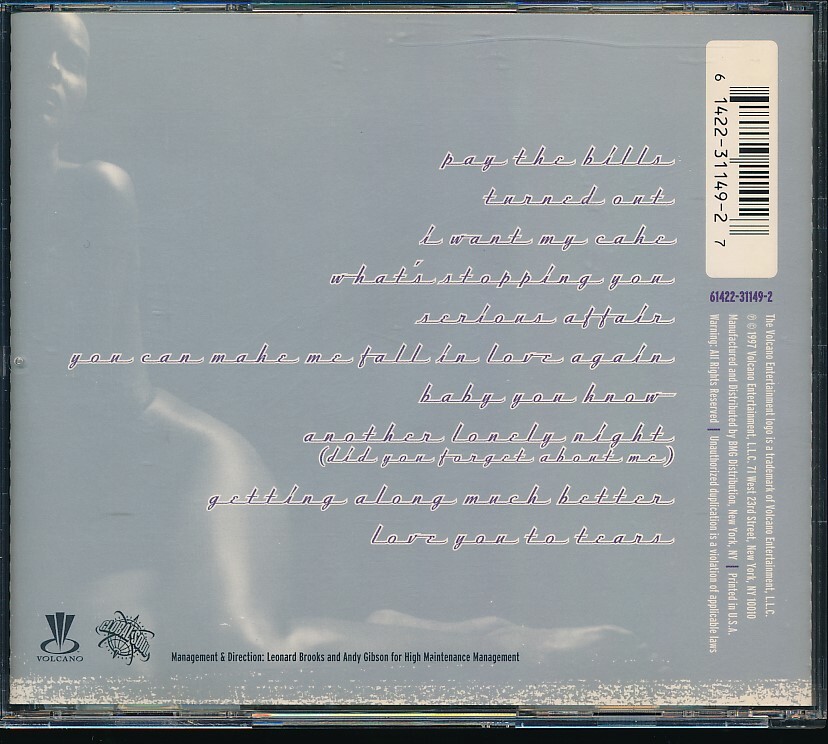 pay the bills
turned out
i want my cake
what's stopping you
serious affair
you can make me fall in love again
baby you know
another lonely night
(did you forget about me)
getting along much better
love you to tears
6 1422-31149-2 7
61422-31149-2
The Volcano Entertainment logo is a trademark of Volcano Entertainment, L.L.C.
℗ © 1997 Volcano Entertainment, L.L.C. 71 West 23rd Street, New York, NY 10010
Manufactured and Distributed by BMG Distribution, New York, NY | Printed in U.S.A.
Warning: All Rights Reserved | Unauthorized duplication is a violation of applicable laws
VOLCANO
Management & Direction: Leonard Brooks and Andy Gibson for High Maintenance Management